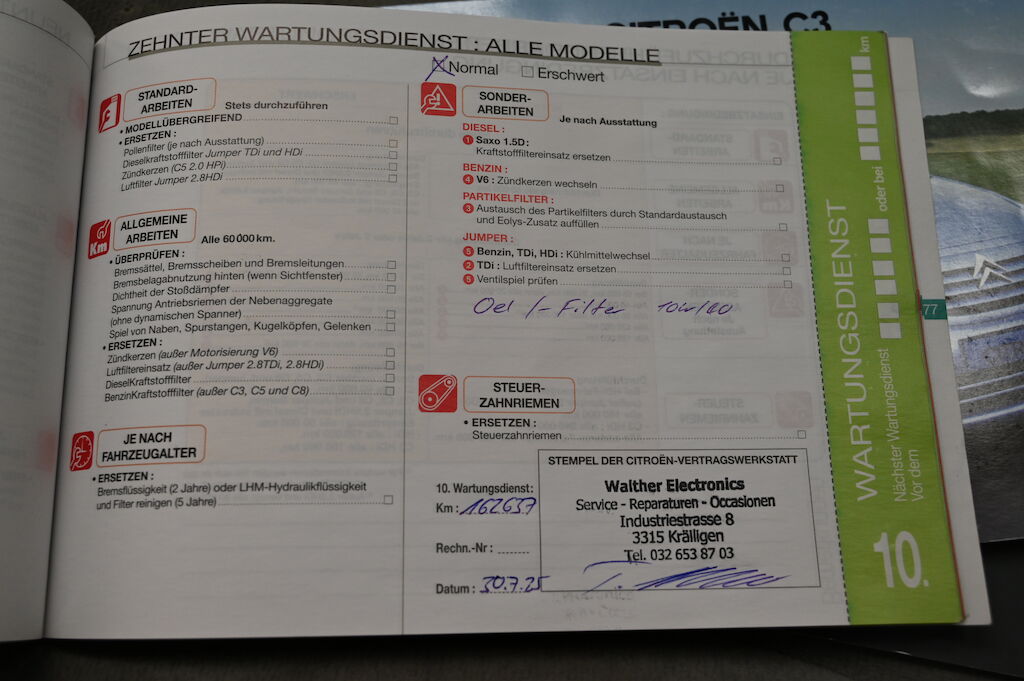 CITROËN C3
ZEHNTER WARTUNGSDIENST : ALLE MODELLE
Normal Erschwert
STANDARD-
ARBEITEN
Stets durchzuführen
• MODELLÜBERGREIFEND
• ERSETZEN :
Pollenfilter (je nach Ausstattung)
Dieselkraftstofffilter Jumper TDi und HDi
Zündkerzen (C5 2.0 HPi)
Luftfilter Jumper 2.8HDi
Km
ALLGEMEINE
ARBEITEN
Alle 60 000 km.
• ÜBERPRÜFEN :
Bremssättel, Bremsscheiben und Bremsleitungen
Bremsbelagabnutzung hinten (wenn Sichtfenster)
Dichtheit der Stoßdämpfer
Spannung Antriebsriemen der Nebenaggregate
(ohne dynamischen Spanner)
Spiel von Naben, Spurstangen, Kugelköpfen, Gelenken
• ERSETZEN :
Zündkerzen (außer Motorisierung V6)
Luftfiltereinsatz (außer Jumper 2.8TDi, 2.8HDi)
DieselKraftstofffilter
BenzinKraftstofffilter (außer C3, C5 und C8)
JE NACH
FAHRZEUGALTER
• ERSETZEN :
Bremsflüssigkeit (2 Jahre) oder LHM-Hydraulikflüssigkeit
und Filter reinigen (5 Jahre)
SONDER-
ARBEITEN
Je nach Ausstattung
DIESEL :
1 Saxo 1.5D :
Kraftstofffiltereinsatz ersetzen
BENZIN :
4 V6 : Zündkerzen wechseln
PARTIKELFILTER :
3 Austausch des Partikelfilters durch Standardaustausch
und Eolys-Zusatz auffüllen
JUMPER :
5 Benzin, TDi, HDi : Kühlmittelwechsel
2 TDi : Luftfiltereinsatz ersetzen
5 Ventilspiel prüfen
Oel /-Filter 10W/40
STEUER-
ZAHNRIEMEN
• ERSETZEN :
Steuerzahnriemen
10. Wartungsdienst:
Km : 162637
Rechn.-Nr :
Datum : 30.7.25
STEMPEL DER CITROËN-VERTRAGSWERKSTATT
Walther Electronics
Service - Reparaturen - Occasionen
Industriestrasse 8
3315 Kräiligen
Tel. 032 653 87 03
WARTUNGSDIENST
Nächster Wartungsdienst
Vor dem
oder bei
km
10.
77